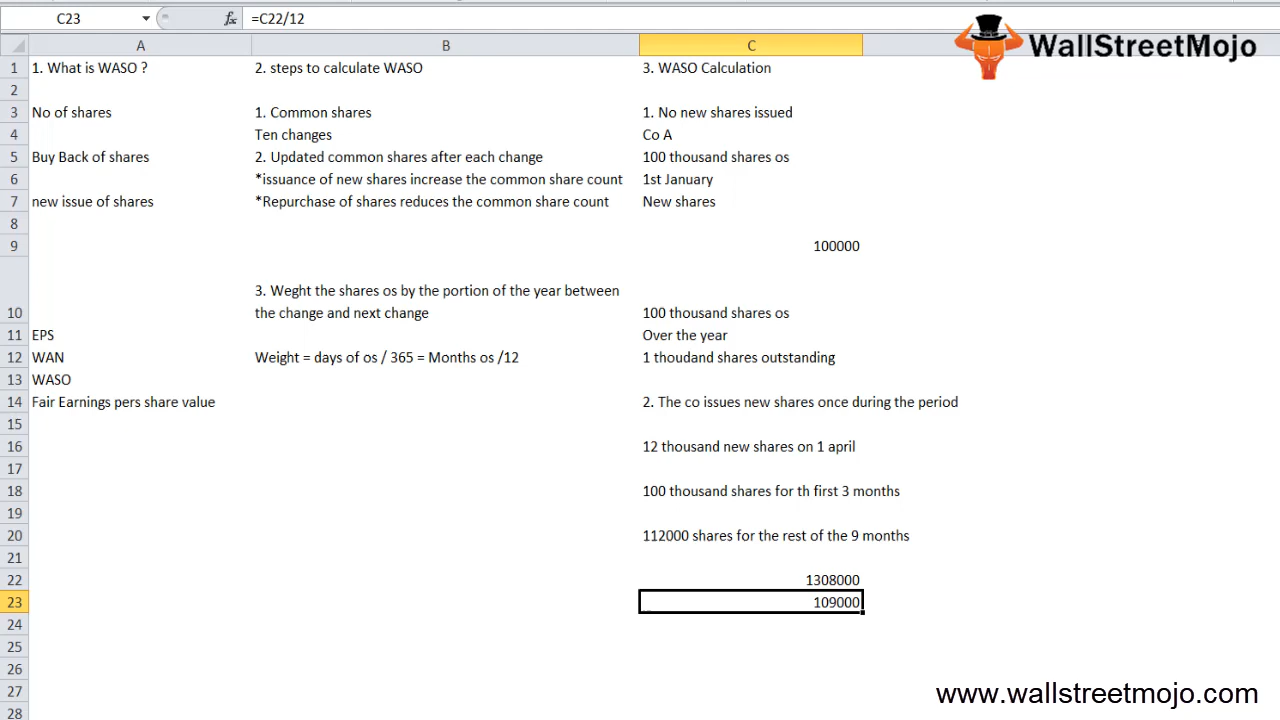 C23
fx
=C22/12
WallStreetMojo
A B C
1 1. What is WASO ? 2. steps to calculate WASO 3. WASO Calculation
2
3 No of shares 1. Common shares 1. No new shares issued
4 Ten changes Co A
5 Buy Back of shares 2. Updated common shares after each change 100 thousand shares os
6 *issuance of new shares increase the common share count 1st January
7 new issue of shares *Repurchase of shares reduces the common share count New shares
8
9 100000
3. Weght the shares os by the portion of the year between
10 the change and next change 100 thousand shares os
11 EPS Over the year
12 WAN Weight = days of os / 365 = Months os /12 1 thoudand shares outstanding
13 WASO
14 Fair Earnings pers share value 2. The co issues new shares once during the period
15
16 12 thousand new shares on 1 april
17
18 100 thousand shares for th first 3 months
19
20 112000 shares for the rest of the 9 months
21
22 1308000
23 109000
24
25
26
27
28
www.wallstreetmojo.com